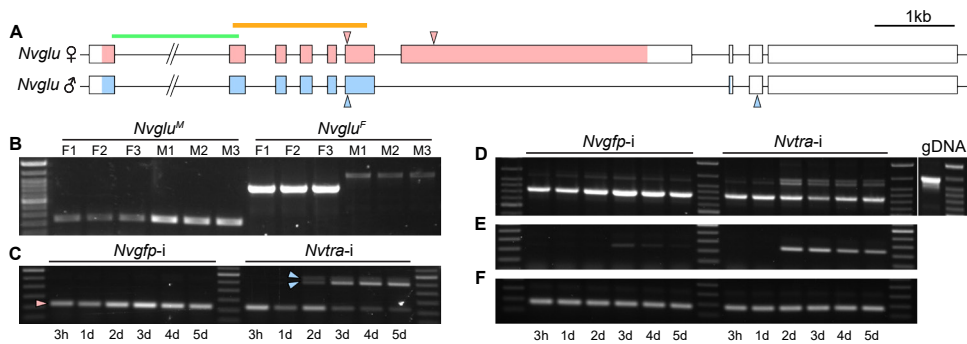 A
1kb
Nvglu ♀
Nvglu ♂
B
Nvgluᴹ
Nvgluꟳ
F1 F2 F3 M1 M2 M3 F1 F2 F3 M1 M2 M3
C
Nvgfp-i
Nvtra-i
3h 1d 2d 3d 4d 5d 3h 1d 2d 3d 4d 5d
D
Nvgfp-i
Nvtra-i
gDNA
E
F
3h 1d 2d 3d 4d 5d 3h 1d 2d 3d 4d 5d